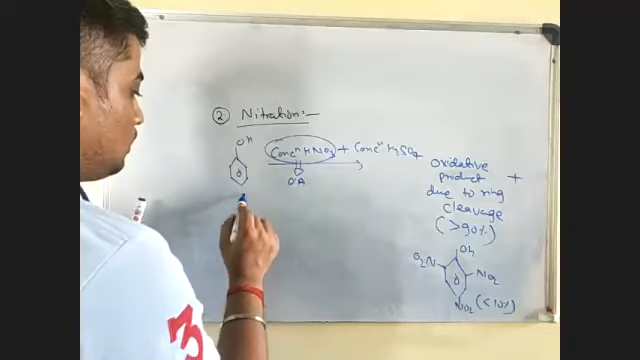 ② Nitration:-
OH
Concⁿ HNO₃ + Concⁿ H₂SO₄
O·A
oxidative
product +
due to ring
cleavage
(>90%)
OH
O₂N
NO₂
NO₂ (<10%)
3